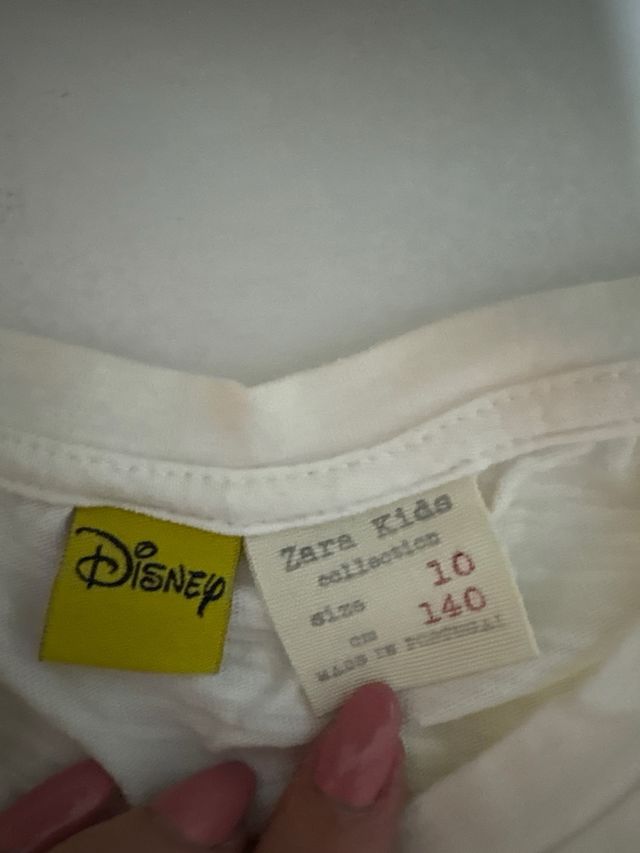 Disney
Zara Kids
collection
size 10
cm 140
MADE IN PORTUGAL